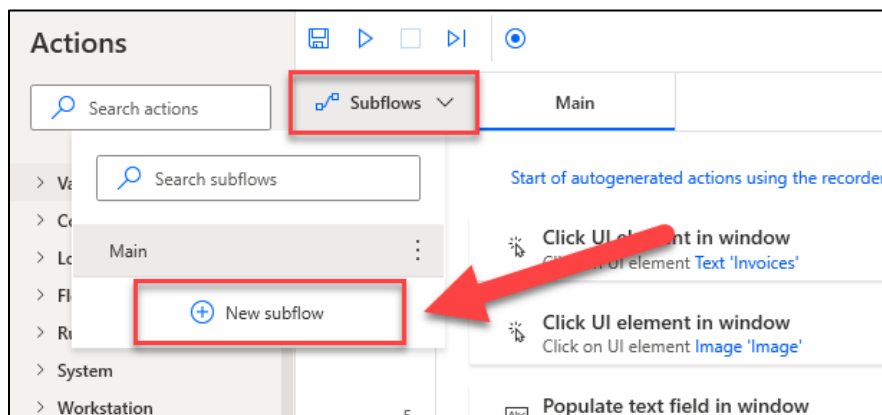 Actions
Search actions
Subflows
Main
Search subflows
Start of autogenerated actions using the recorder
Main
Click UI element in window
Click on UI element Text 'Invoices'
New subflow
Click UI element in window
Click on UI element Image 'Image'
System
Populate text field in window
Workstation